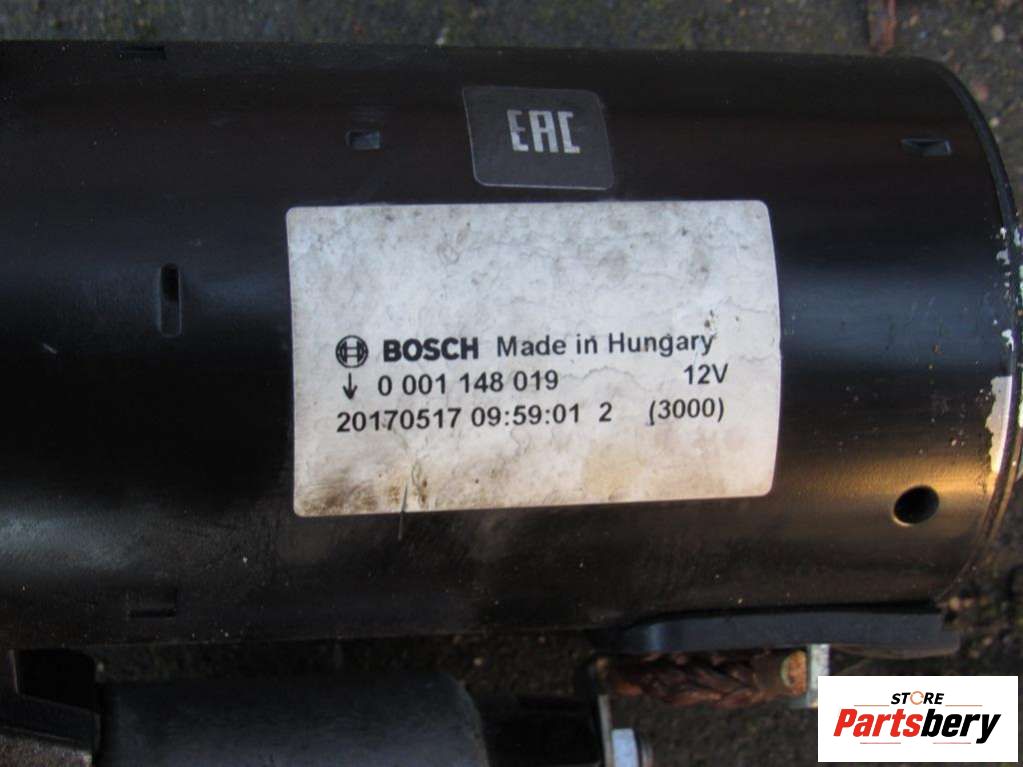 EAC
BOSCH Made in Hungary
↓ 0 001 148 019 12V
20170517 09:59:01 2 (3000)
STORE
Partsbery